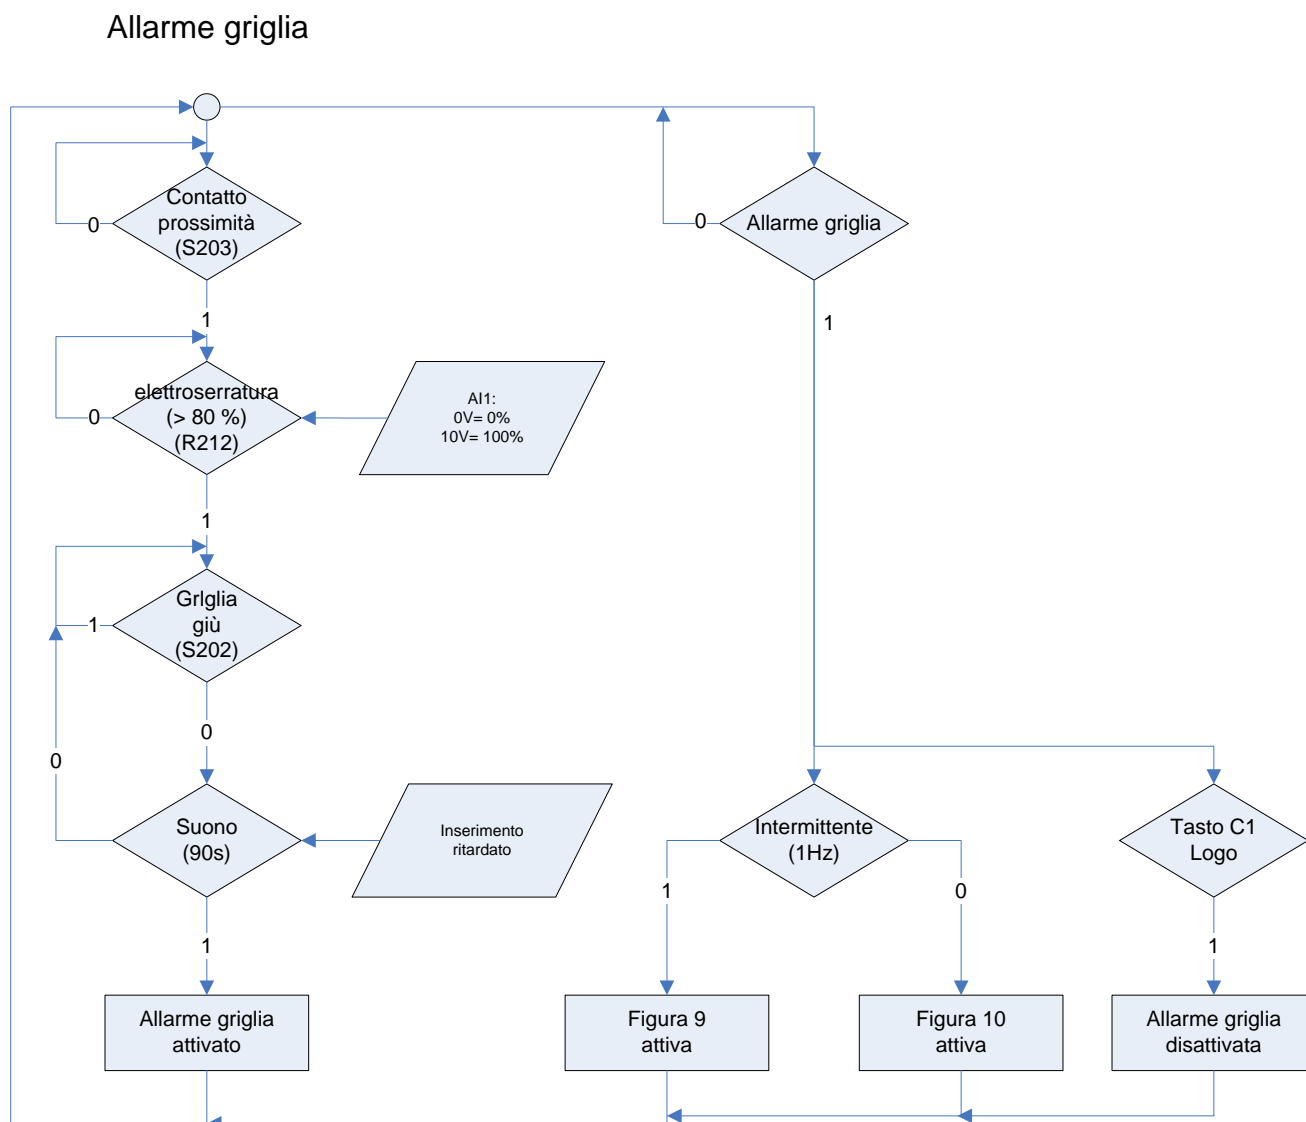 Allarme griglia
Contatto
prossimità
(S203)
0
1
Allarme griglia
0
1
elettroserratura
(> 80 %)
(R212)
0
1
AI1:
0V= 0%
10V= 100%
GrIglia
giù
(S202)
1
0
0
Suono
(90s)
1
Inserimento
ritardato
Intermittente
(1Hz)
1
0
Tasto C1
Logo
1
Allarme griglia
attivato
Figura 9
attiva
Figura 10
attiva
Allarme griglia
disattivata